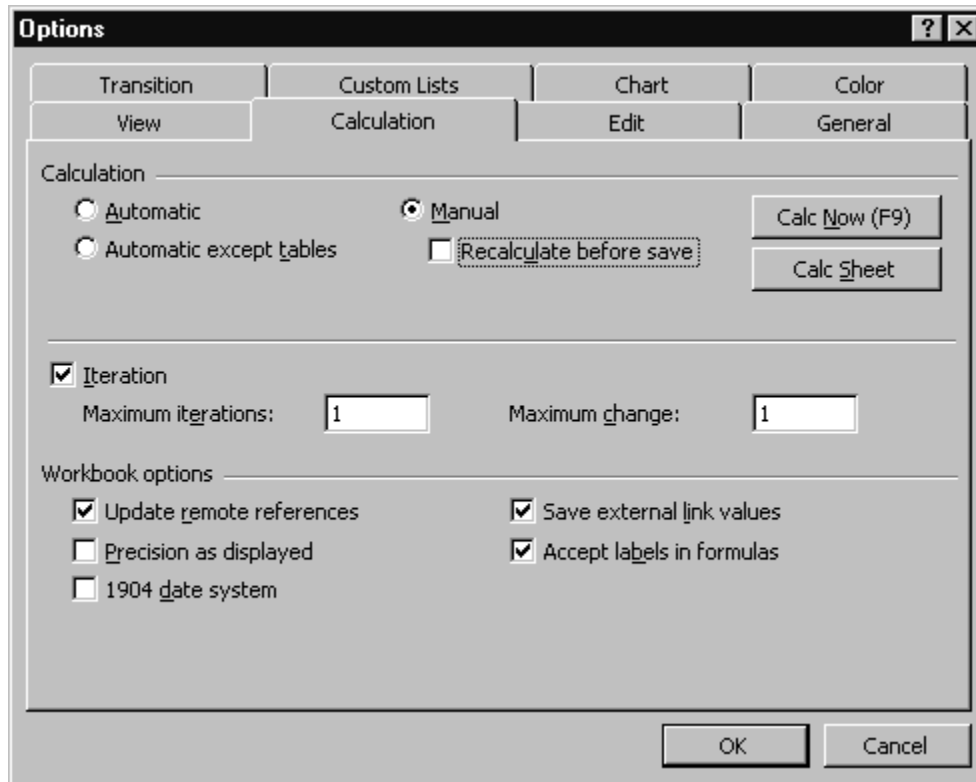 Options
Transition Custom Lists Chart Color
View Calculation Edit General
Calculation
Automatic Manual Calc Now (F9)
Automatic except tables Recalculate before save Calc Sheet
Iteration
Maximum iterations: 1 Maximum change: 1
Workbook options
Update remote references Save external link values
Precision as displayed Accept labels in formulas
1904 date system
OK Cancel